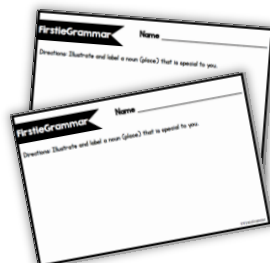 FirstieGrammar Name
Directions: Illustrate and label a noun (place) that is special to you.
FirstieGrammar Name
Directions: Illustrate and label a noun (place) that is special to you.